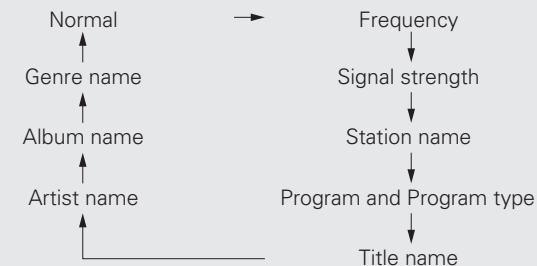 Normal
Frequency
Genre name
Signal strength
Album name
Station name
Artist name
Program and Program type
Title name